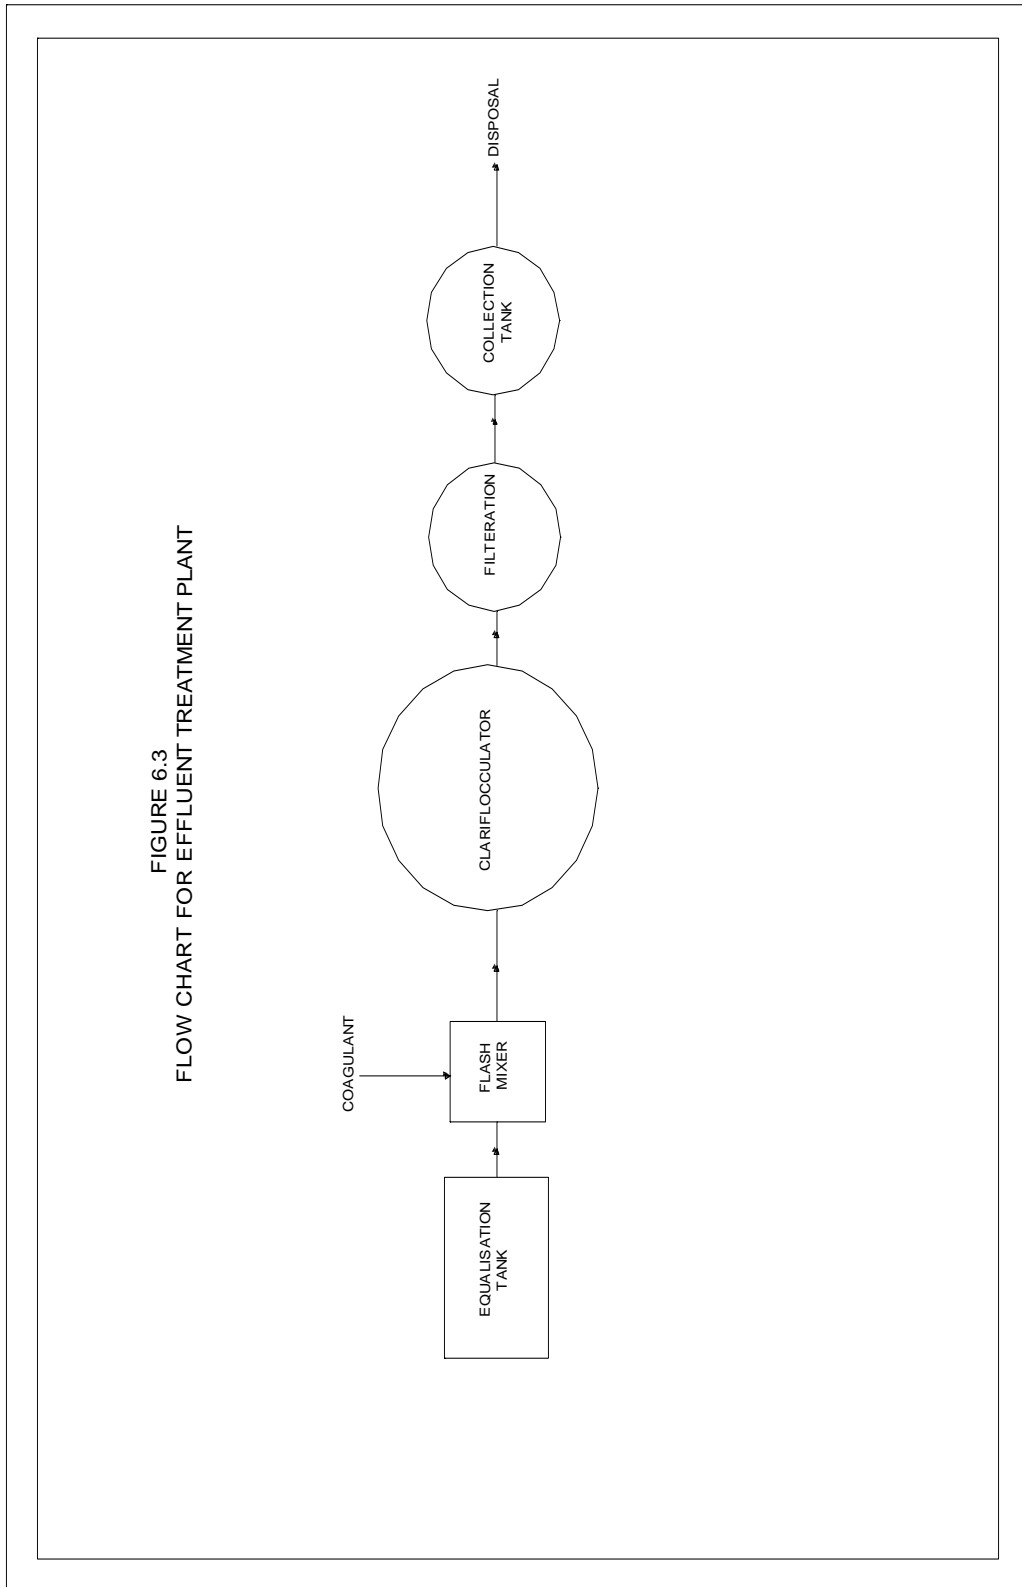 FIGURE 6.3
FLOW CHART FOR EFFLUENT TREATMENT PLANT
COAGULANT
EQUALISATION
TANK
FLASH
MIXER
CLARIFLOCCULATOR
FILTERATION
COLLECTION
TANK
DISPOSAL